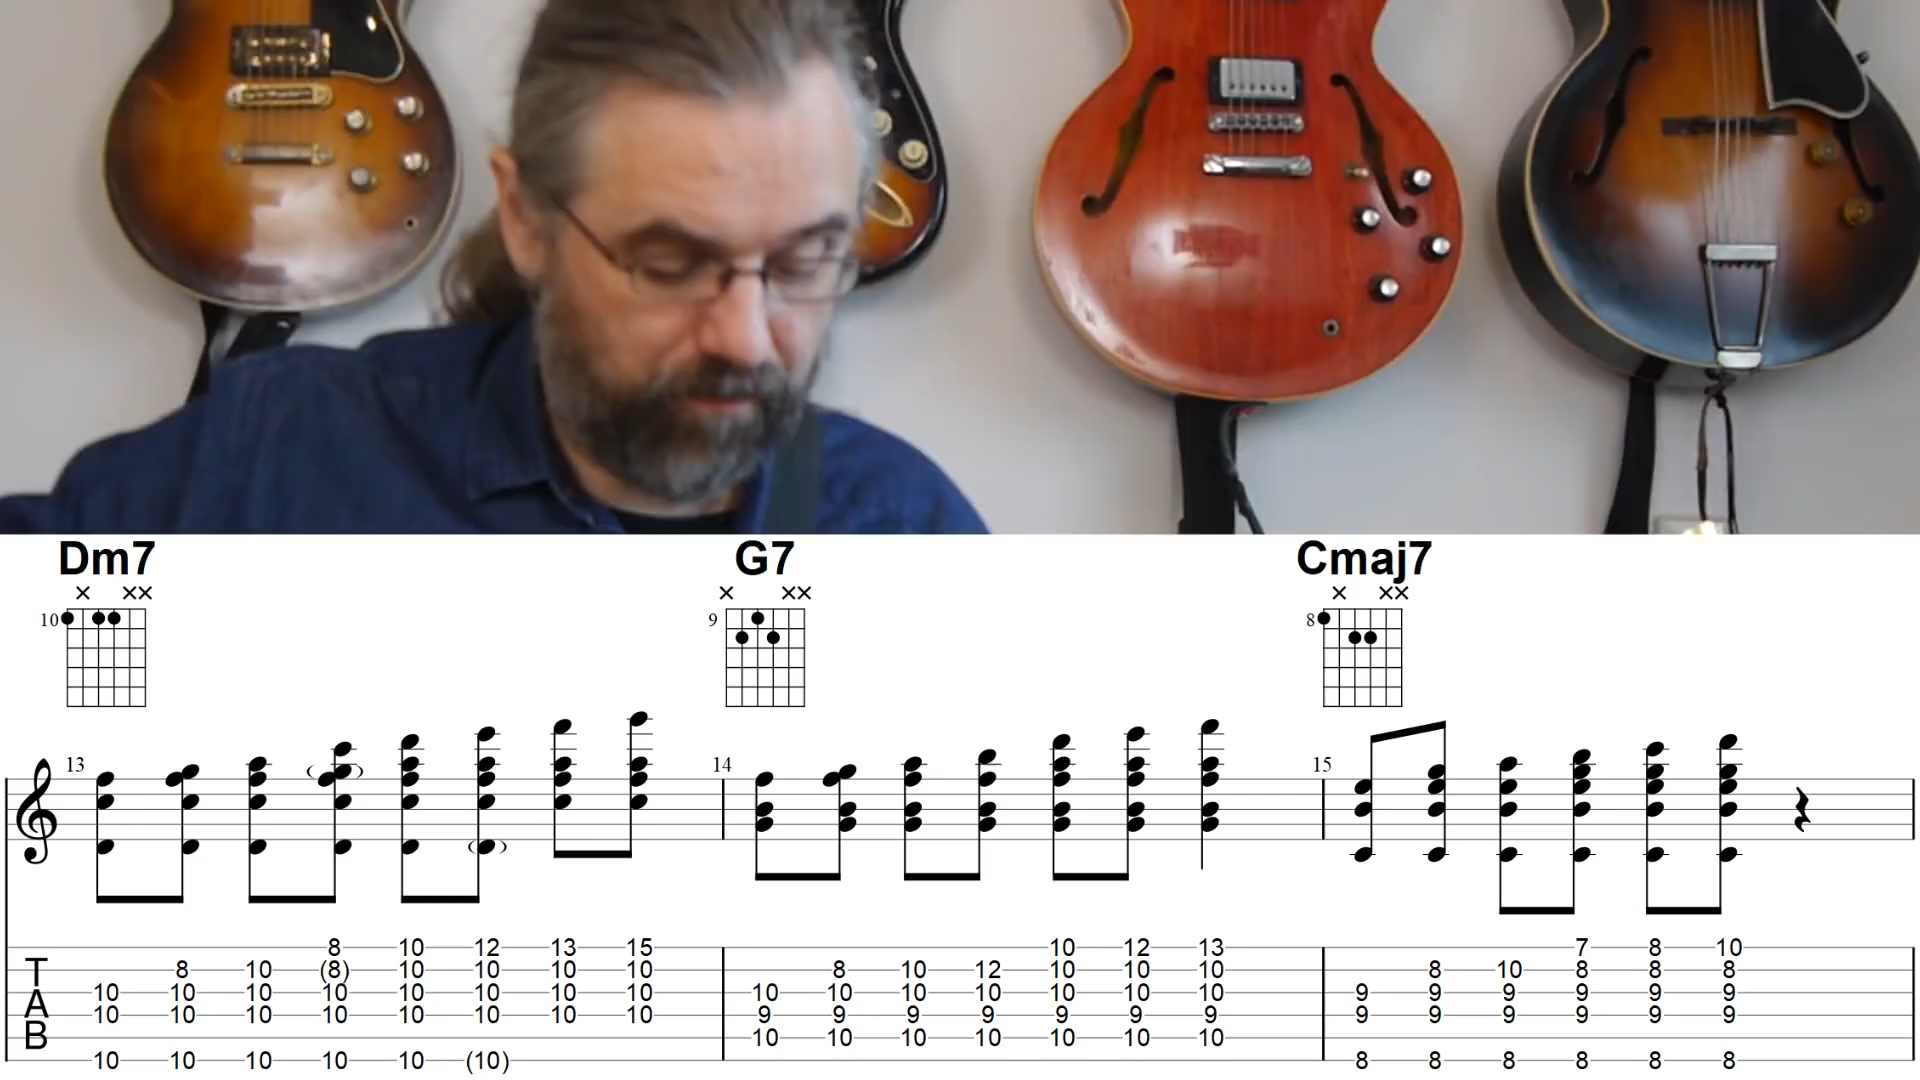 Dm7 G7 Cmaj7
× ×× × ×× × ××
10 9 8
13 14 15
8 10 12 13 15 10 12 13 7 8 10
T 8 10 (8) 10 10 10 10 8 10 12 10 10 10 8 10 8 8 8
A 10 10 10 10 10 10 10 10 10 10 10 10 10 10 10 9 9 9 9 9 9
10 10 10 10 10 10 10 10 9 9 9 9 9 9 9 9 9 9 9 9 9
B 10 10 10 10 10 10 10
10 10 10 10 10 (10) 8 8 8 8 8 8